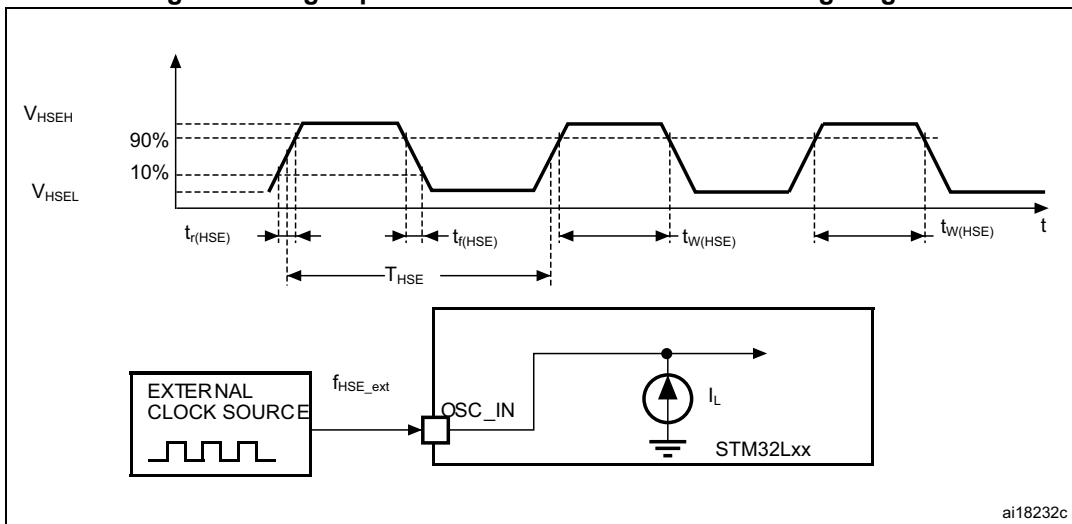 V_HSEH
90%
10%
V_HSEL
t_r(HSE)
t_f(HSE)
t_W(HSE)
t_W(HSE)
t
T_HSE
EXTERNAL
CLOCK SOURCE
f_HSE_ext
OSC_IN
I_L
STM32Lxx
ai18232c